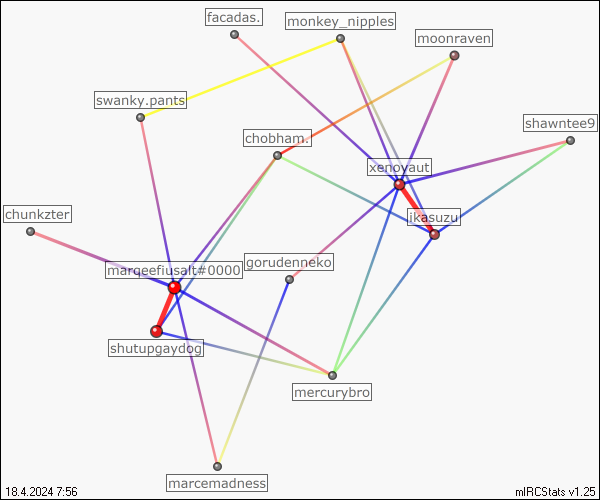 facadas.
monkey_nipples
moonraven
swanky.pants
shawntee9
chobham.
xenoyaut
ikasuzu
chunkzter
gorudenneko
marqeefiusalt#0000
shutupgaydog
mercurybro
marcemadness
18.4.2024 7:56
mIRCStats v1.25